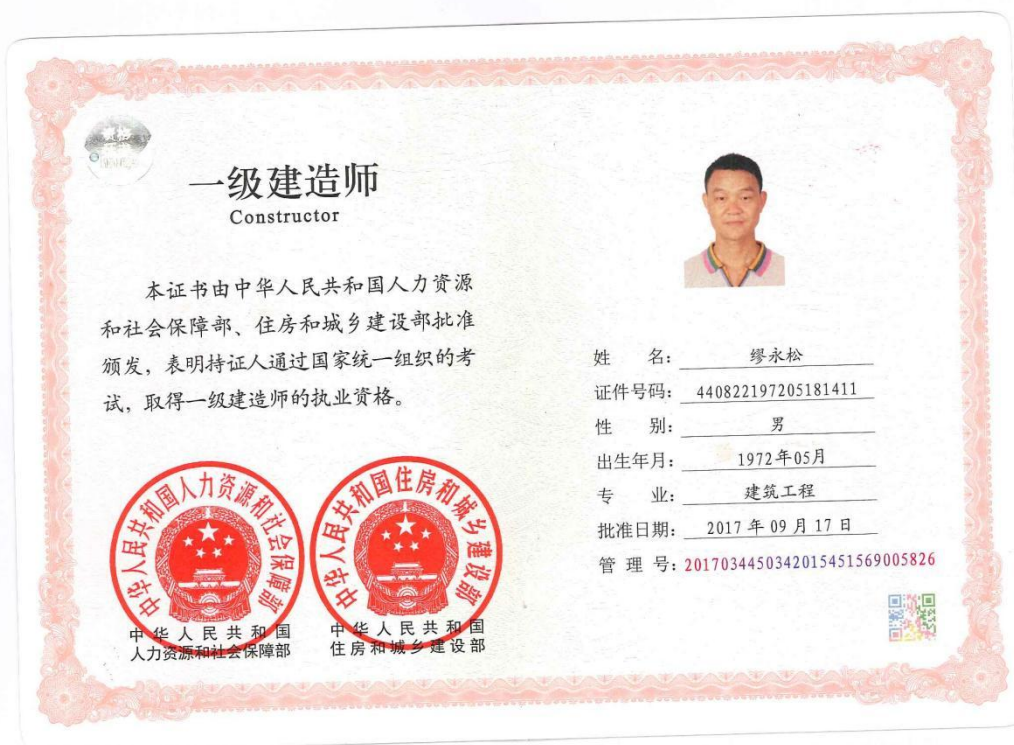 一级建造师
Constructor
本证书由中华人民共和国人力资源
和社会保障部、住房和城乡建设部批准
颁发，表明持证人通过国家统一组织的考
试，取得一级建造师的执业资格。
中华人民共和国人力资源和社会保障部
中华人民共和国
人力资源和社会保障部
中华人民共和国住房和城乡建设部
中华人民共和国
住房和城乡建设部
姓 名： 缪永松
证件号码： 440822197205181411
性 别： 男
出生年月： 1972年05月
专 业： 建筑工程
批准日期： 2017年09月17日
管 理 号： 2017034450342015451569005826